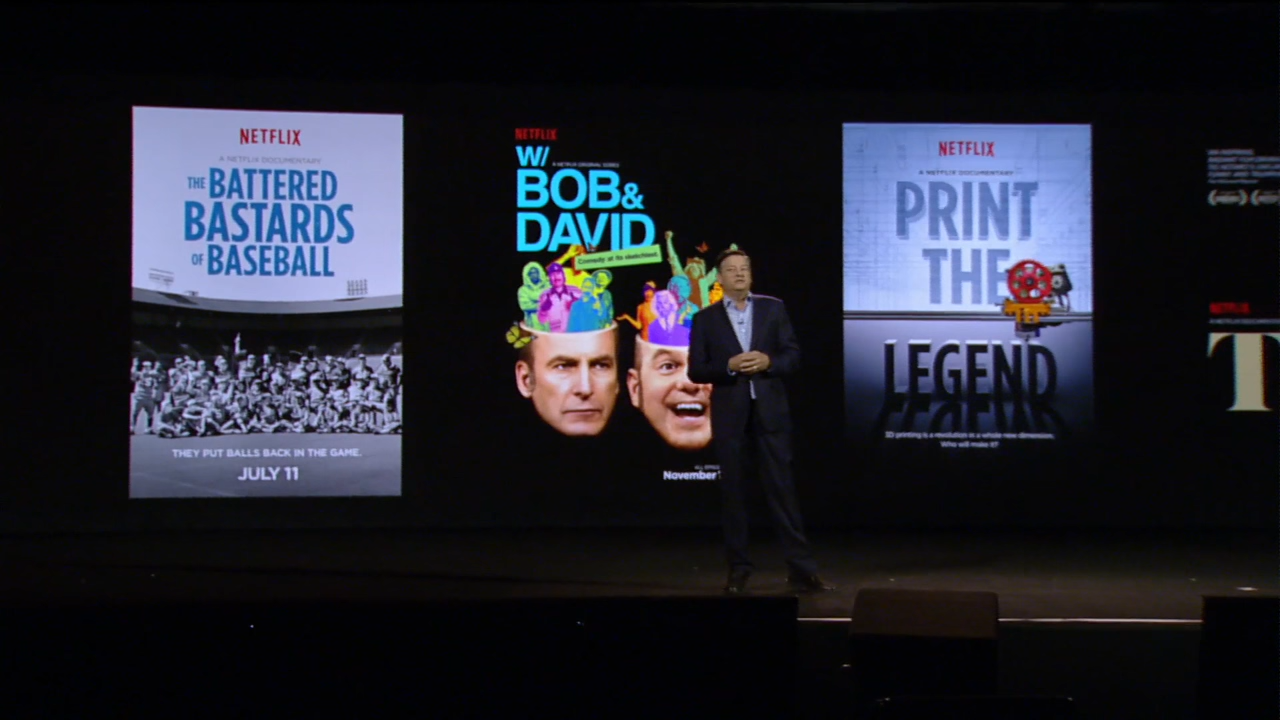 NETFLIX
A NETFLIX DOCUMENTARY
THE BATTERED
BASTARDS
OF BASEBALL
THEY PUT BALLS BACK IN THE GAME.
JULY 11
NETFLIX
W/ A NETFLIX ORIGINAL SERIES
BOB&
DAVID
Comedy at its sketchiest.
November
NETFLIX
A NETFLIX DOCUMENTARY
PRINT
THE
LEGEND
3D printing is a revolution in a whole new dimension.
Who will make it?
NETFLIX
T